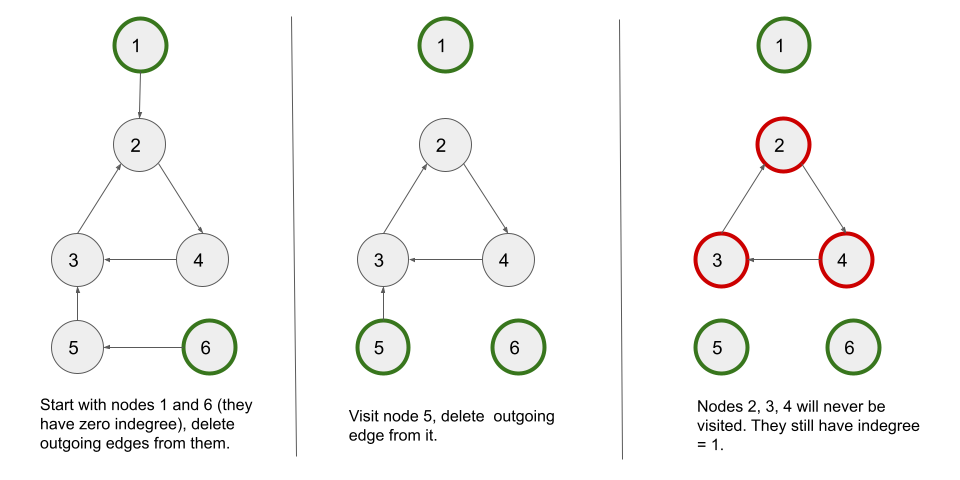 1
2
3
4
5
6
Start with nodes 1 and 6 (they
have zero indegree), delete
outgoing edges from them.
1
2
3
4
5
6
Visit node 5, delete outgoing
edge from it.
1
2
3
4
5
6
Nodes 2, 3, 4 will never be
visited. They still have indegree
= 1.